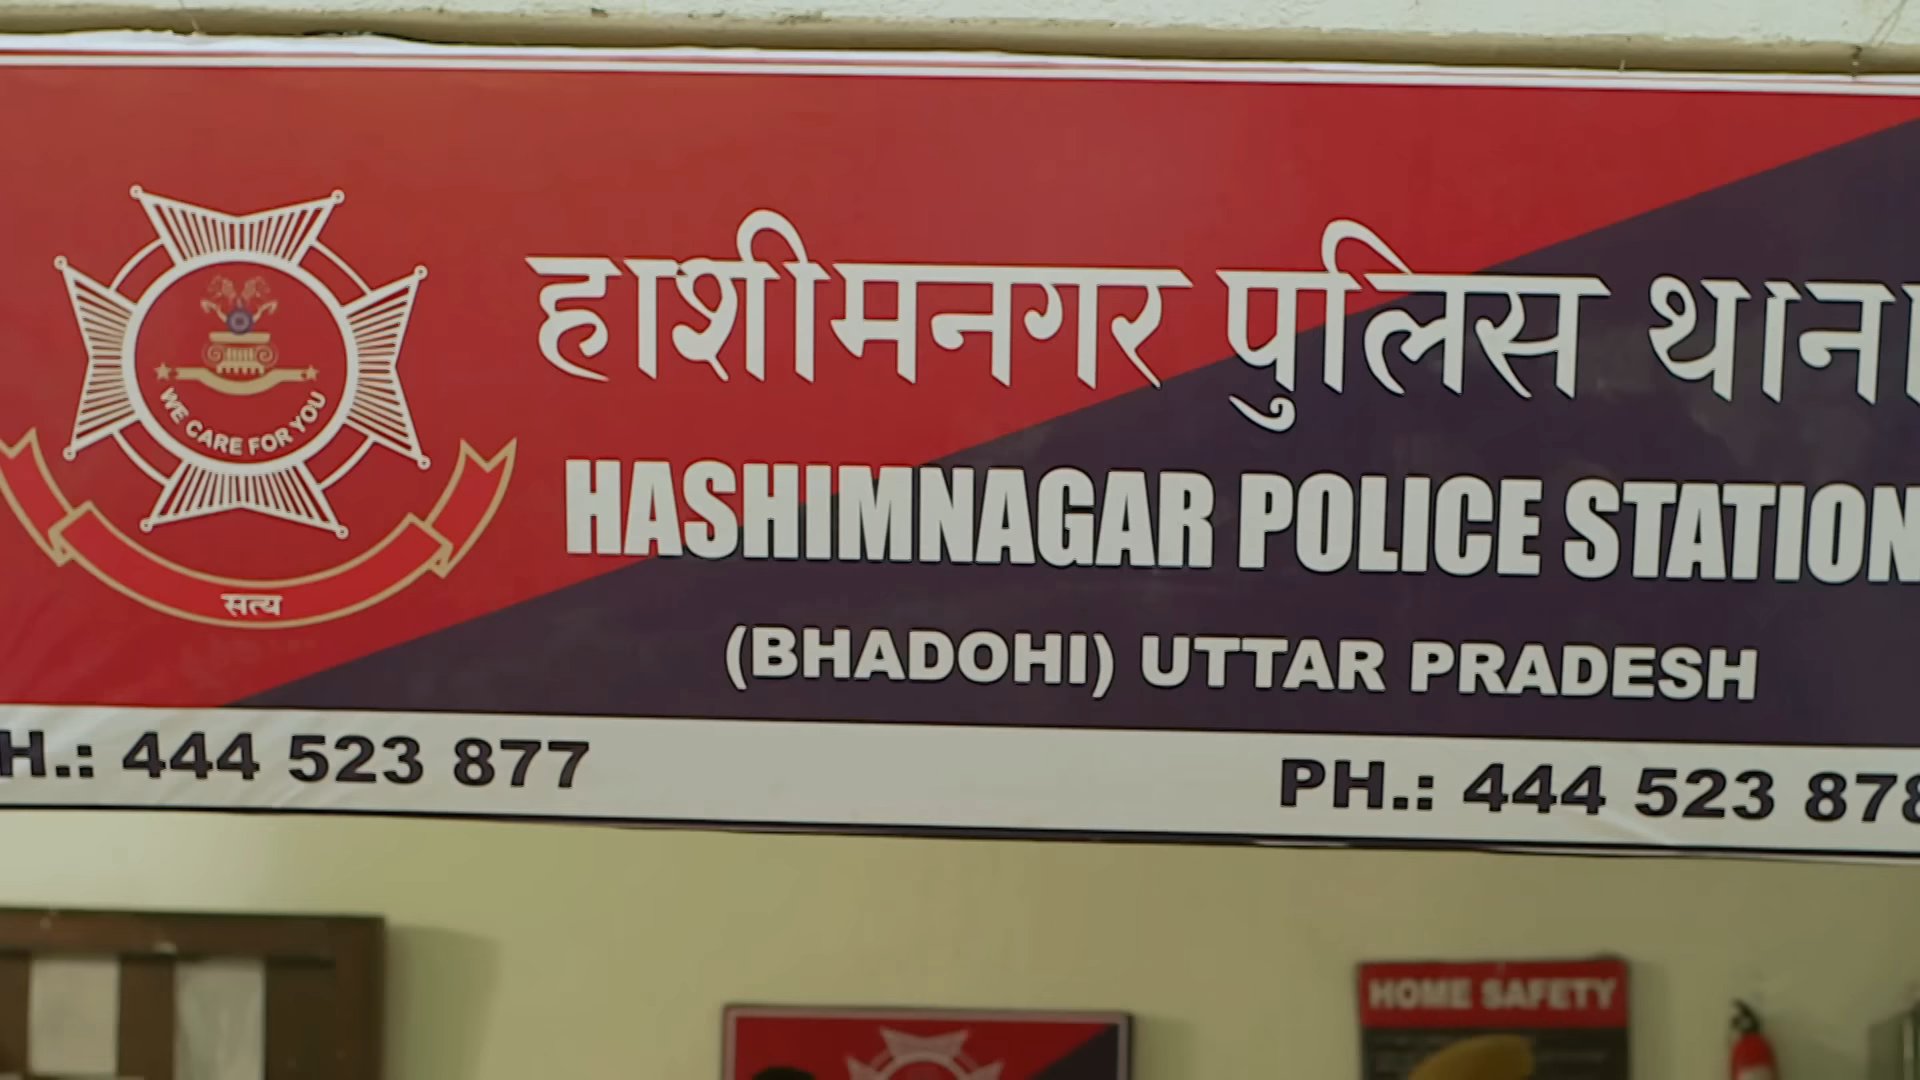 हाशीमनगर पुलिस थाना
WE CARE FOR YOU
HASHIMNAGAR POLICE STATION
सत्य
(BHADOHI) UTTAR PRADESH
H.: 444 523 877
PH.: 444 523 878
HOME SAFETY